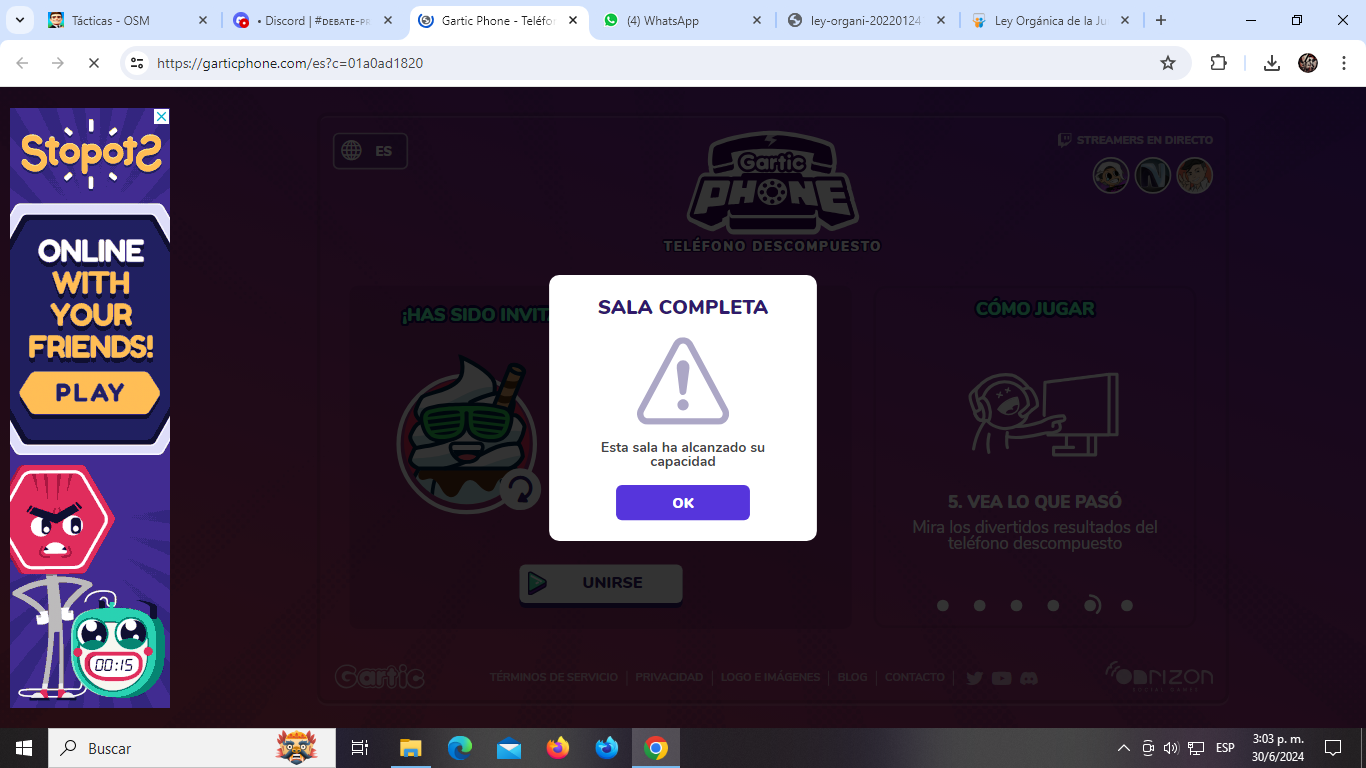 Tácticas - OSM
• Discord | #DEBATE-PR
Gartic Phone - Teléfo
(4) WhatsApp
ley-organi-20220124
Ley Orgánica de la Ju
https://garticphone.com/es?c=01a0ad1820
StopotS
ONLINE
WITH
YOUR
FRIENDS!
PLAY
00:15
ES
Gartic
PHONE
TELÉFONO DESCOMPUESTO
STREAMERS EN DIRECTO
¡HAS SIDO INVITA
SALA COMPLETA
Esta sala ha alcanzado su
capacidad
OK
UNIRSE
CÓMO JUGAR
5. VEA LO QUE PASÓ
Mira los divertidos resultados del
teléfono descompuesto
Gartic
TÉRMINOS DE SERVICIO
PRIVACIDAD
LOGO E IMÁGENES
BLOG
CONTACTO
Buscar
ESP
3:03 p. m.
30/6/2024